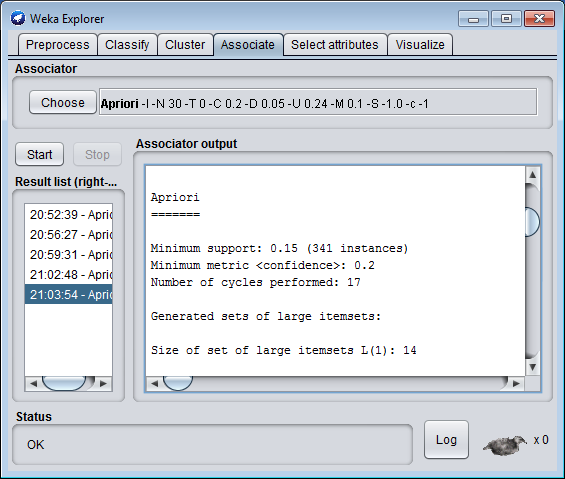 Weka Explorer
Preprocess Classify Cluster Associate Select attributes Visualize
Associator
Choose Apriori -I -N 30 -T 0 -C 0.2 -D 0.05 -U 0.24 -M 0.1 -S -1.0 -c -1
Start Stop
Result list (right-...
20:52:39 - Aprio
20:56:27 - Aprio
20:59:31 - Aprio
21:02:48 - Aprio
21:03:54 - Aprio
Associator output
Apriori
=======
Minimum support: 0.15 (341 instances)
Minimum metric <confidence>: 0.2
Number of cycles performed: 17
Generated sets of large itemsets:
Size of set of large itemsets L(1): 14
Status
OK
Log
x 0